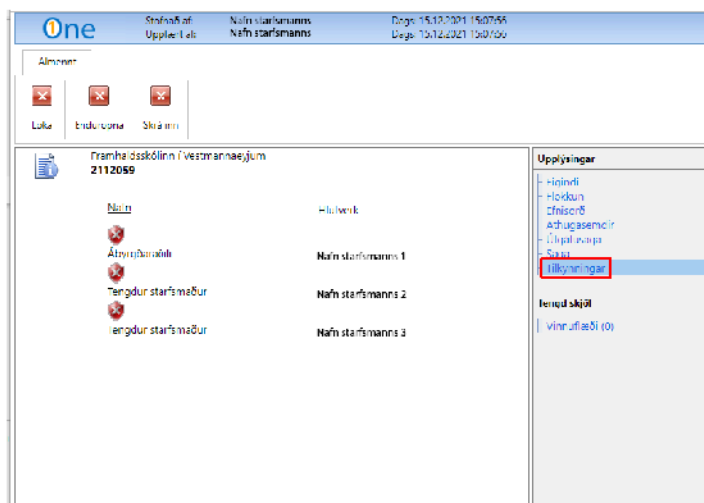 One
Stofnað af: Nafn starfsmanns Dags: 15.12.2021 15:07:56
Uppfært af: Nafn starfsmanns Dags: 15.12.2021 15:07:56
Almennt
Loka Enduropna Skrá inn
Framhaldsskólinn í Vestmannaeyjum
2112059
Nafn Hlutverk
Ábyrgðaraðili Nafn starfsmanns 1
Tengdur starfsmaður Nafn starfsmanns 2
Tengdur starfsmaður Nafn starfsmanns 3
Upplýsingar
Eigindi
Flokkun
Efnisorð
Athugasemdir
Útgáfusaga
Saga
Tilkynningar
Tengd skjöl
Vinnuflæði (0)